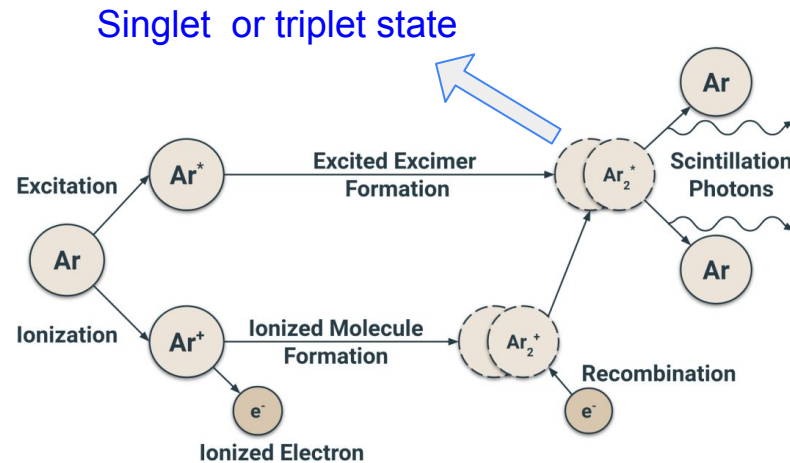 Singlet or triplet state
Ar
Excited Excimer
Formation
Scintillation
Photons
Excitation
Ar*
Ar₂*
Ar
Ar
Ionization
Ionized Molecule
Formation
Ar⁺
Ar₂⁺
Recombination
e⁻
e⁻
Ionized Electron